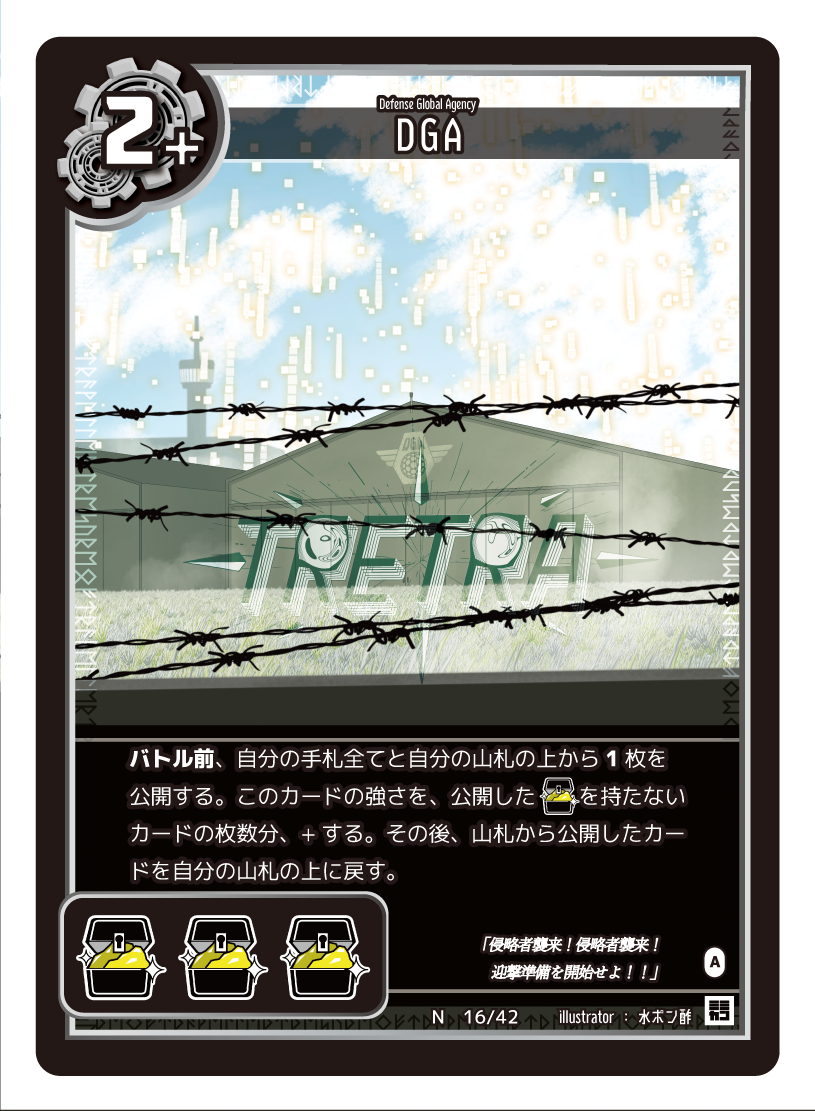 2+
Defense Global Agency
DGA
TRETRA
バトル前、自分の手札全てと自分の山札の上から1枚を
公開する。このカードの強さを、公開した を持たない
カードの枚数分、+する。その後、山札から公開したカー
ドを自分の山札の上に戻す。
「侵略者襲来！侵略者襲来！
迎撃準備を開始せよ！！」
A
N 16/42 illustrator : 水ポン酢